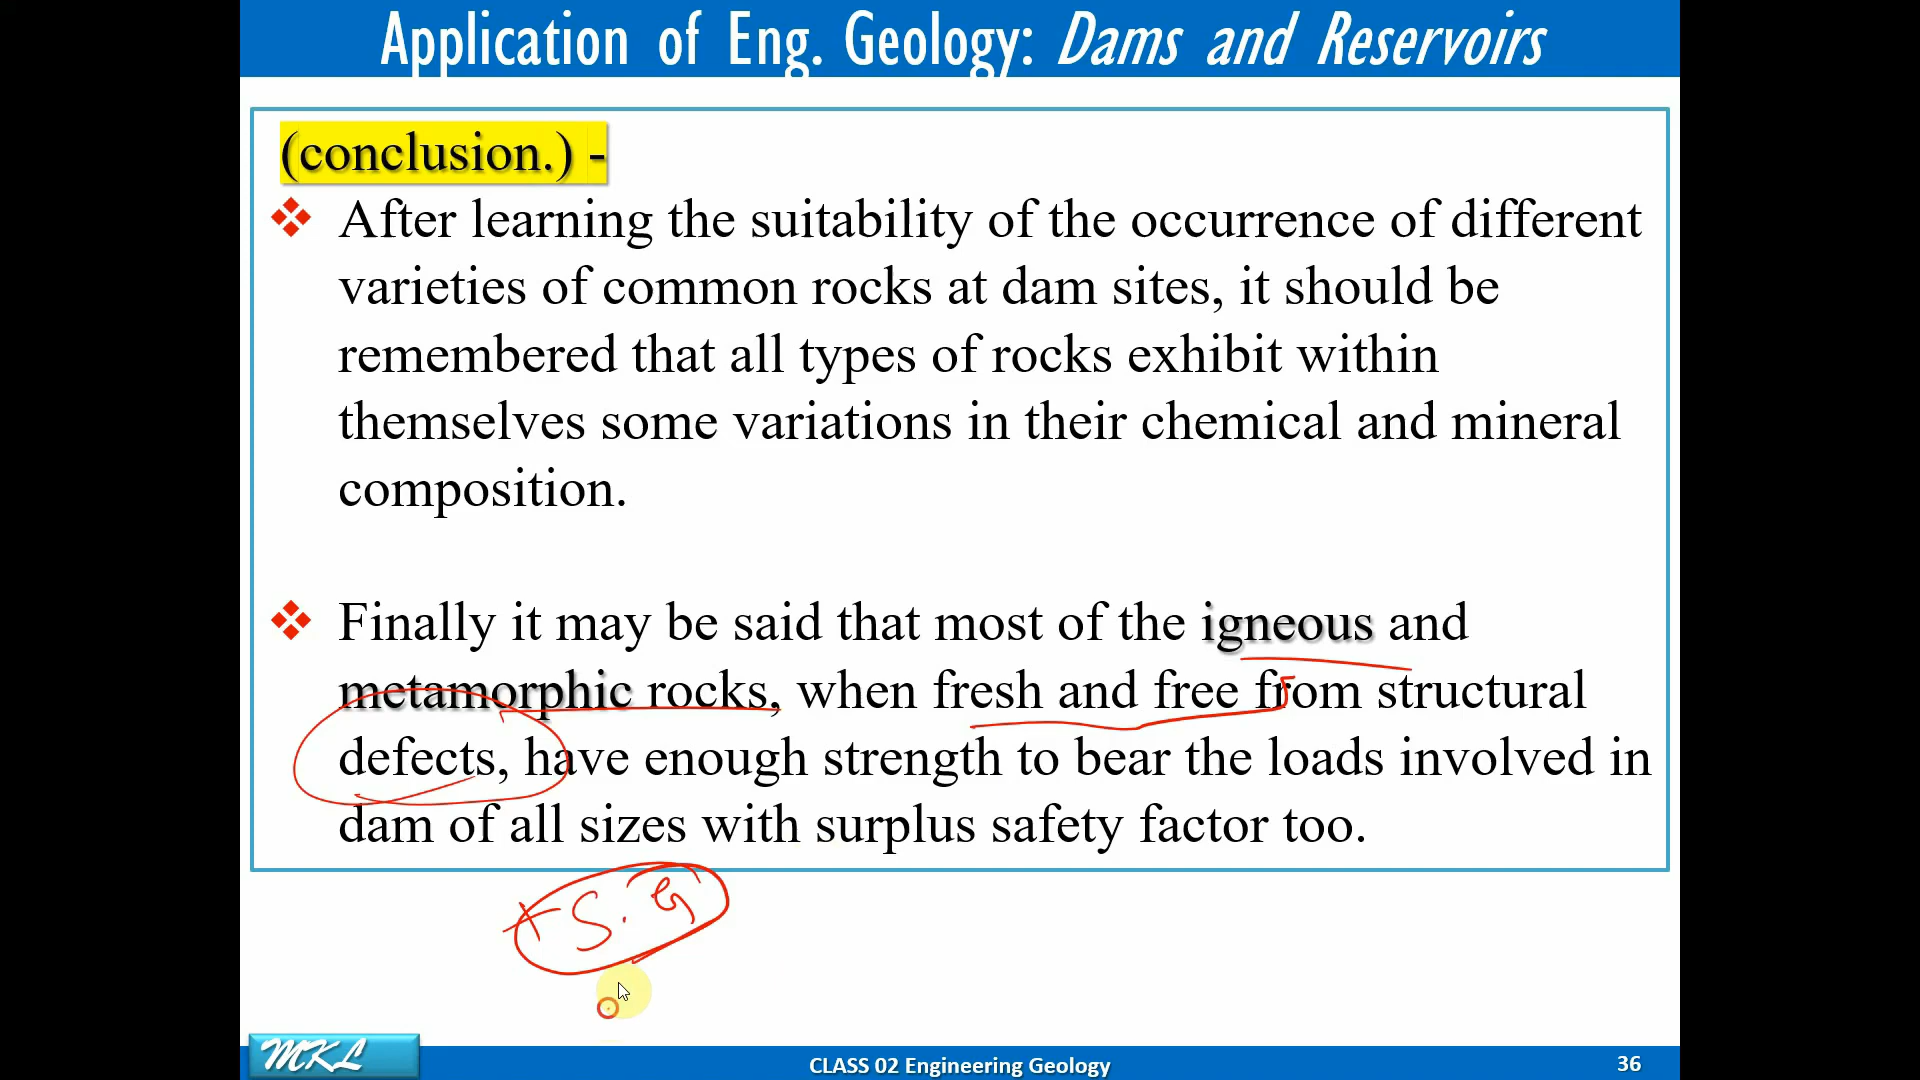 Application of Eng. Geology: Dams and Reservoirs
(conclusion.) -
❖ After learning the suitability of the occurrence of different
varieties of common rocks at dam sites, it should be
remembered that all types of rocks exhibit within
themselves some variations in their chemical and mineral
composition.
❖ Finally it may be said that most of the igneous and
metamorphic rocks, when fresh and free from structural
defects, have enough strength to bear the loads involved in
dam of all sizes with surplus safety factor too.
MKL
CLASS 02 Engineering Geology
36